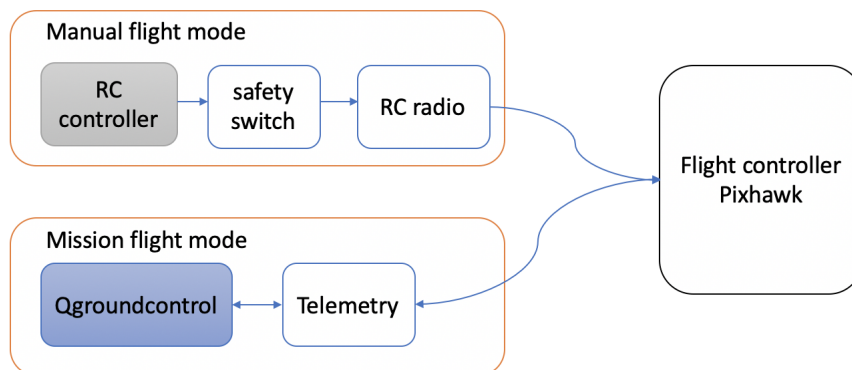 Manual flight mode
RC
controller
safety
switch
RC radio
Flight controller
Pixhawk
Mission flight mode
Qgroundcontrol
Telemetry